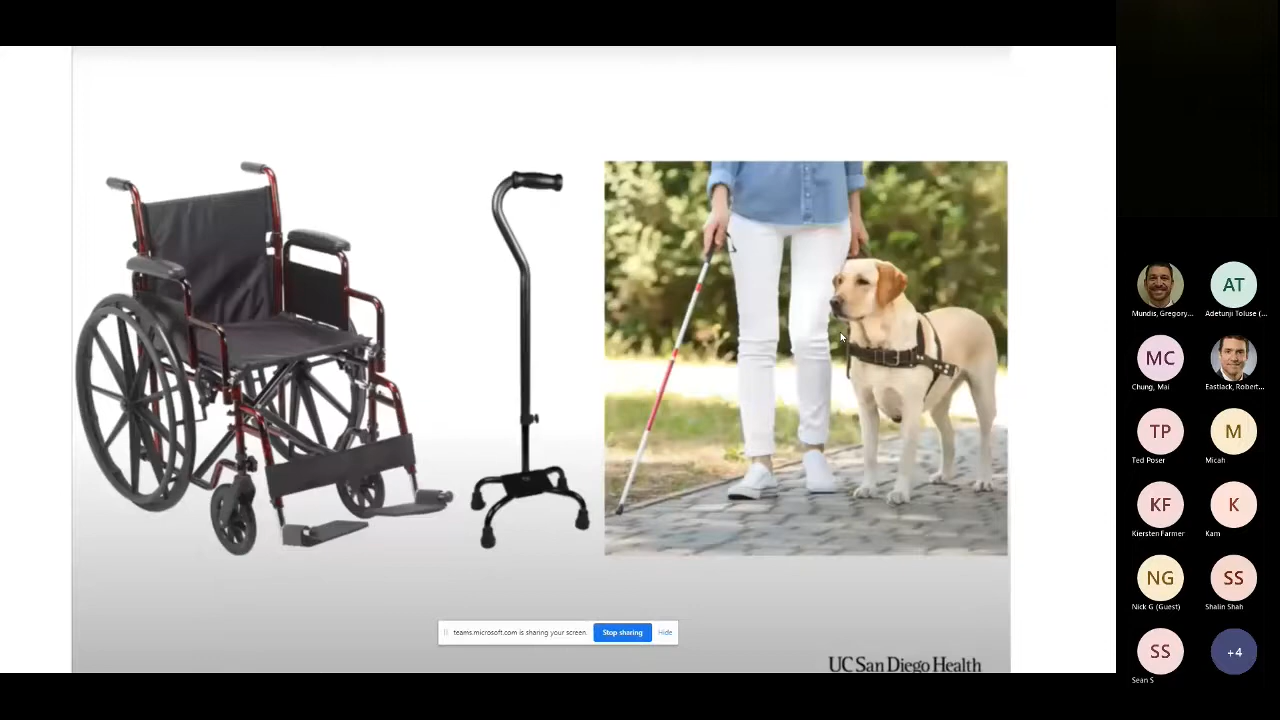 Mundis, Gregory...
Adetunji Toluse (...
MC
Chung, Mai
Eastlack, Robert...
TP
Ted Poser
M
Micah
KF
Kiersten Farmer
K
Kam
NG
Nick G (Guest)
SS
Shalin Shah
SS
Sean S
+4
AT
teams.microsoft.com is sharing your screen.
Stop sharing
Hide
UC San Diego Health